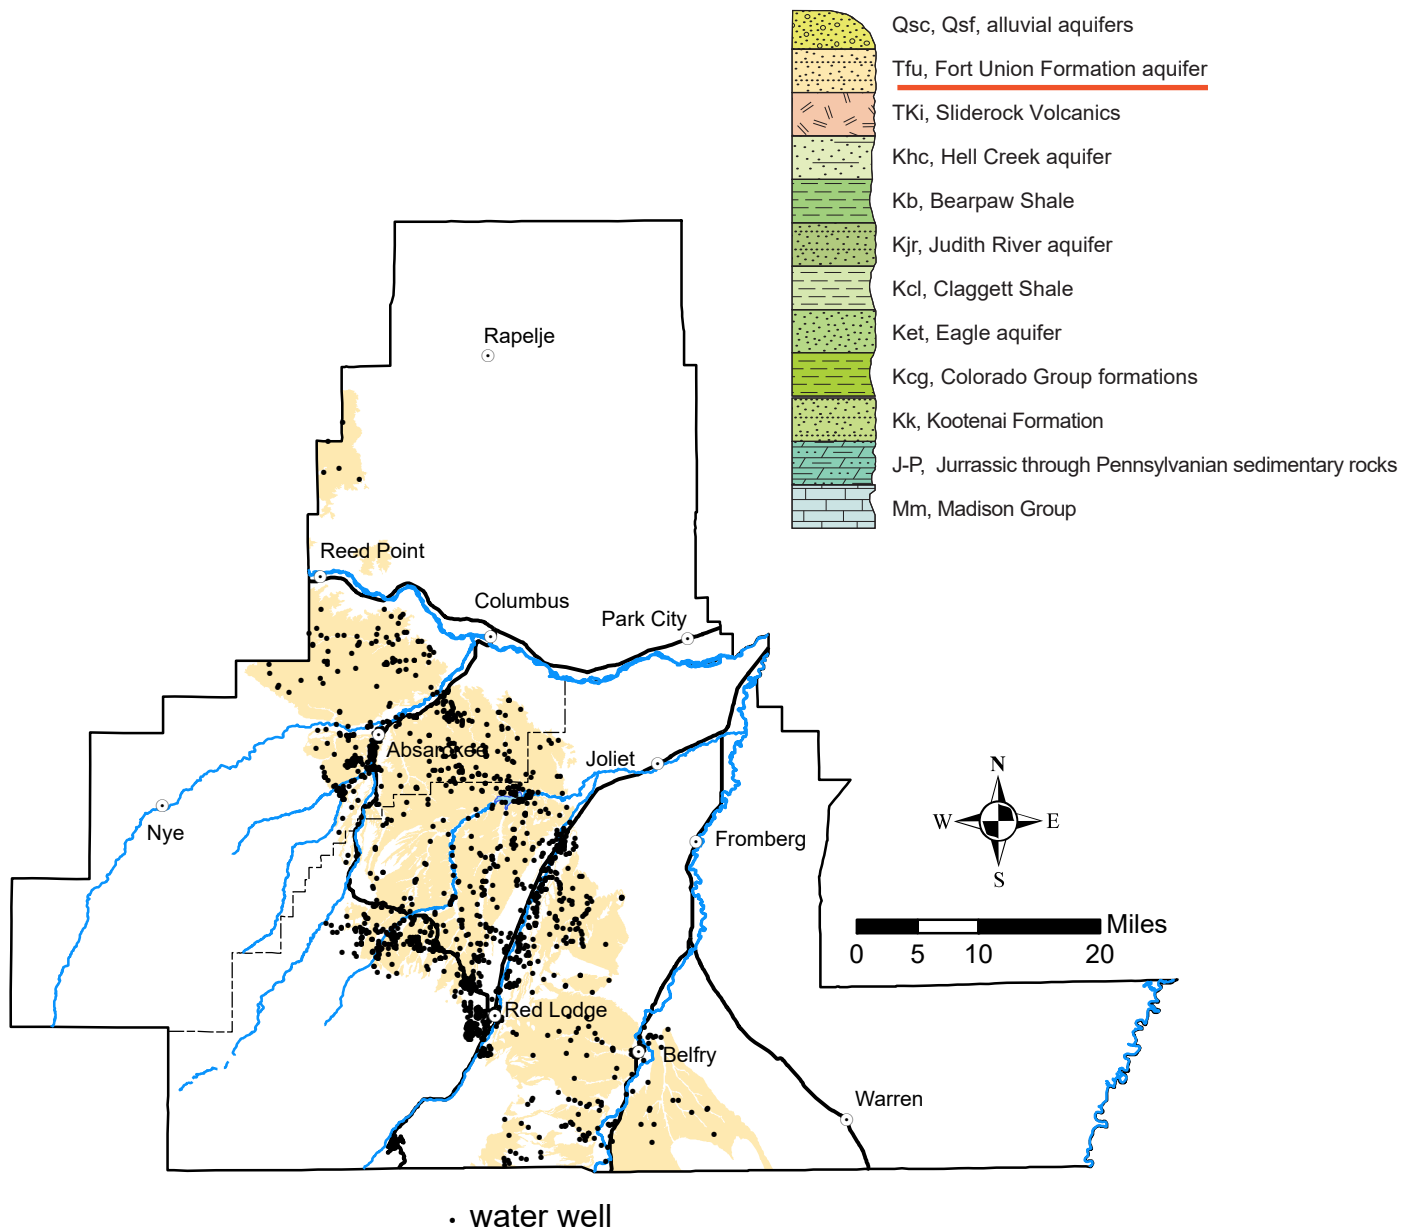 Qsc, Qsf, alluvial aquifers
Tfu, Fort Union Formation aquifer
TKi, Sliderock Volcanics
Khc, Hell Creek aquifer
Kb, Bearpaw Shale
Kjr, Judith River aquifer
Kcl, Claggett Shale
Ket, Eagle aquifer
Kcg, Colorado Group formations
Kk, Kootenai Formation
J-P, Jurrassic through Pennsylvanian sedimentary rocks
Mm, Madison Group
Rapelje
Reed Point
Columbus
Park City
Absarokee
Joliet
Nye
Fromberg
N
W E
S
Miles
0 5 10 20
Red Lodge
Belfry
Warren
water well